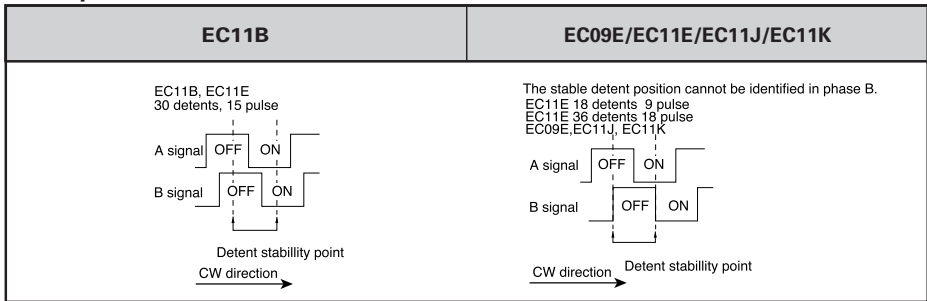 EC11B
EC09E/EC11E/EC11J/EC11K
EC11B, EC11E
30 detents, 15 pulse
A signal OFF ON
B signal OFF ON
Detent stabillity point
CW direction
The stable detent position cannot be identified in phase B.
EC11E 18 detents 9 pulse
EC11E 36 detents 18 pulse
EC09E,EC11J, EC11K
A signal OFF ON
B signal OFF ON
CW direction Detent stabillity point